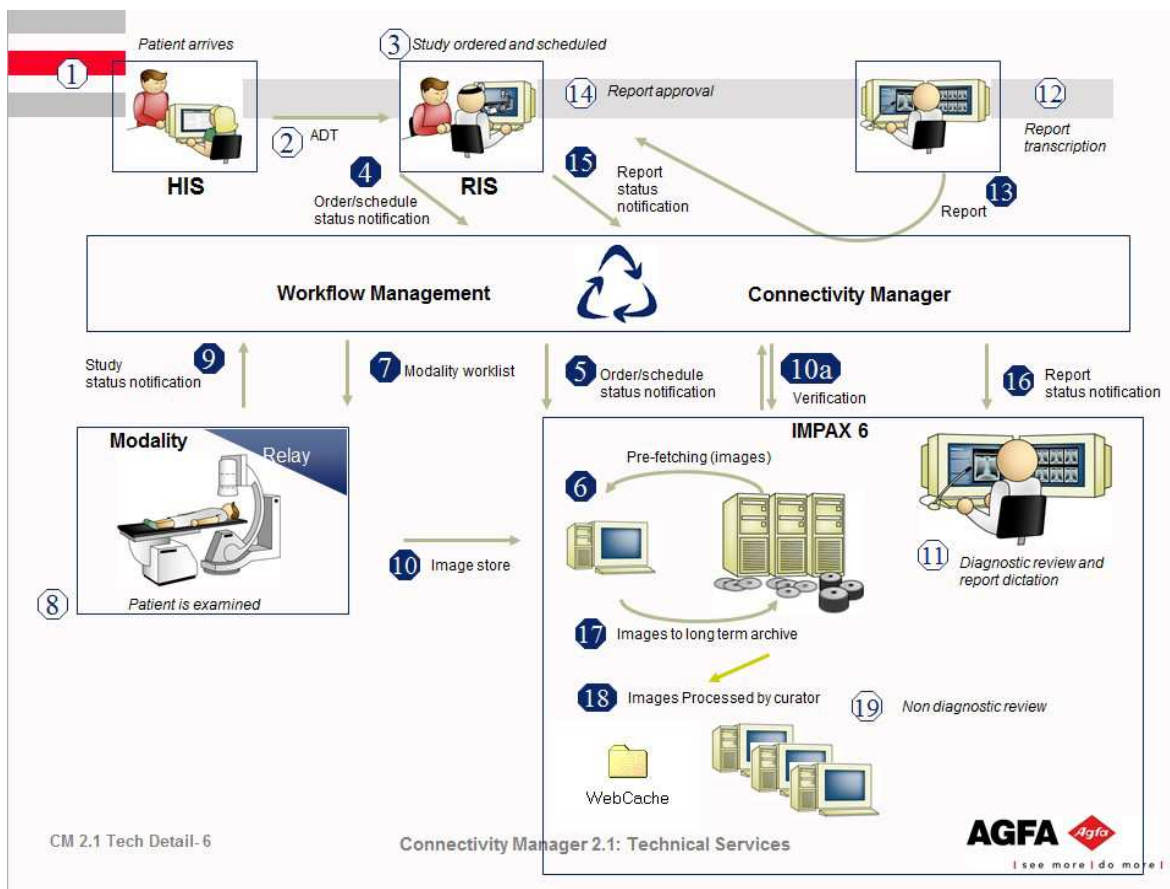 Patient arrives
1
HIS
2
ADT
3
Study ordered and scheduled
RIS
14
Report approval
12
Report
transcription
4
Order/schedule
status notification
15
Report
status
notification
13
Report
Workflow Management
Connectivity Manager
9
Study
status notification
7
Modality worklist
5
Order/schedule
status notification
10a
Verification
16
Report
status notification
Modality
Relay
8
Patient is examined
10
Image store
IMPAX 6
Pre-fetching (images)
6
11
Diagnostic review and
report dictation
17
Images to long term archive
18
Images Processed by curator
19
Non diagnostic review
WebCache
CM 2.1 Tech Detail- 6
Connectivity Manager 2.1: Technical Services
AGFA
Agfa
| see more | do more |